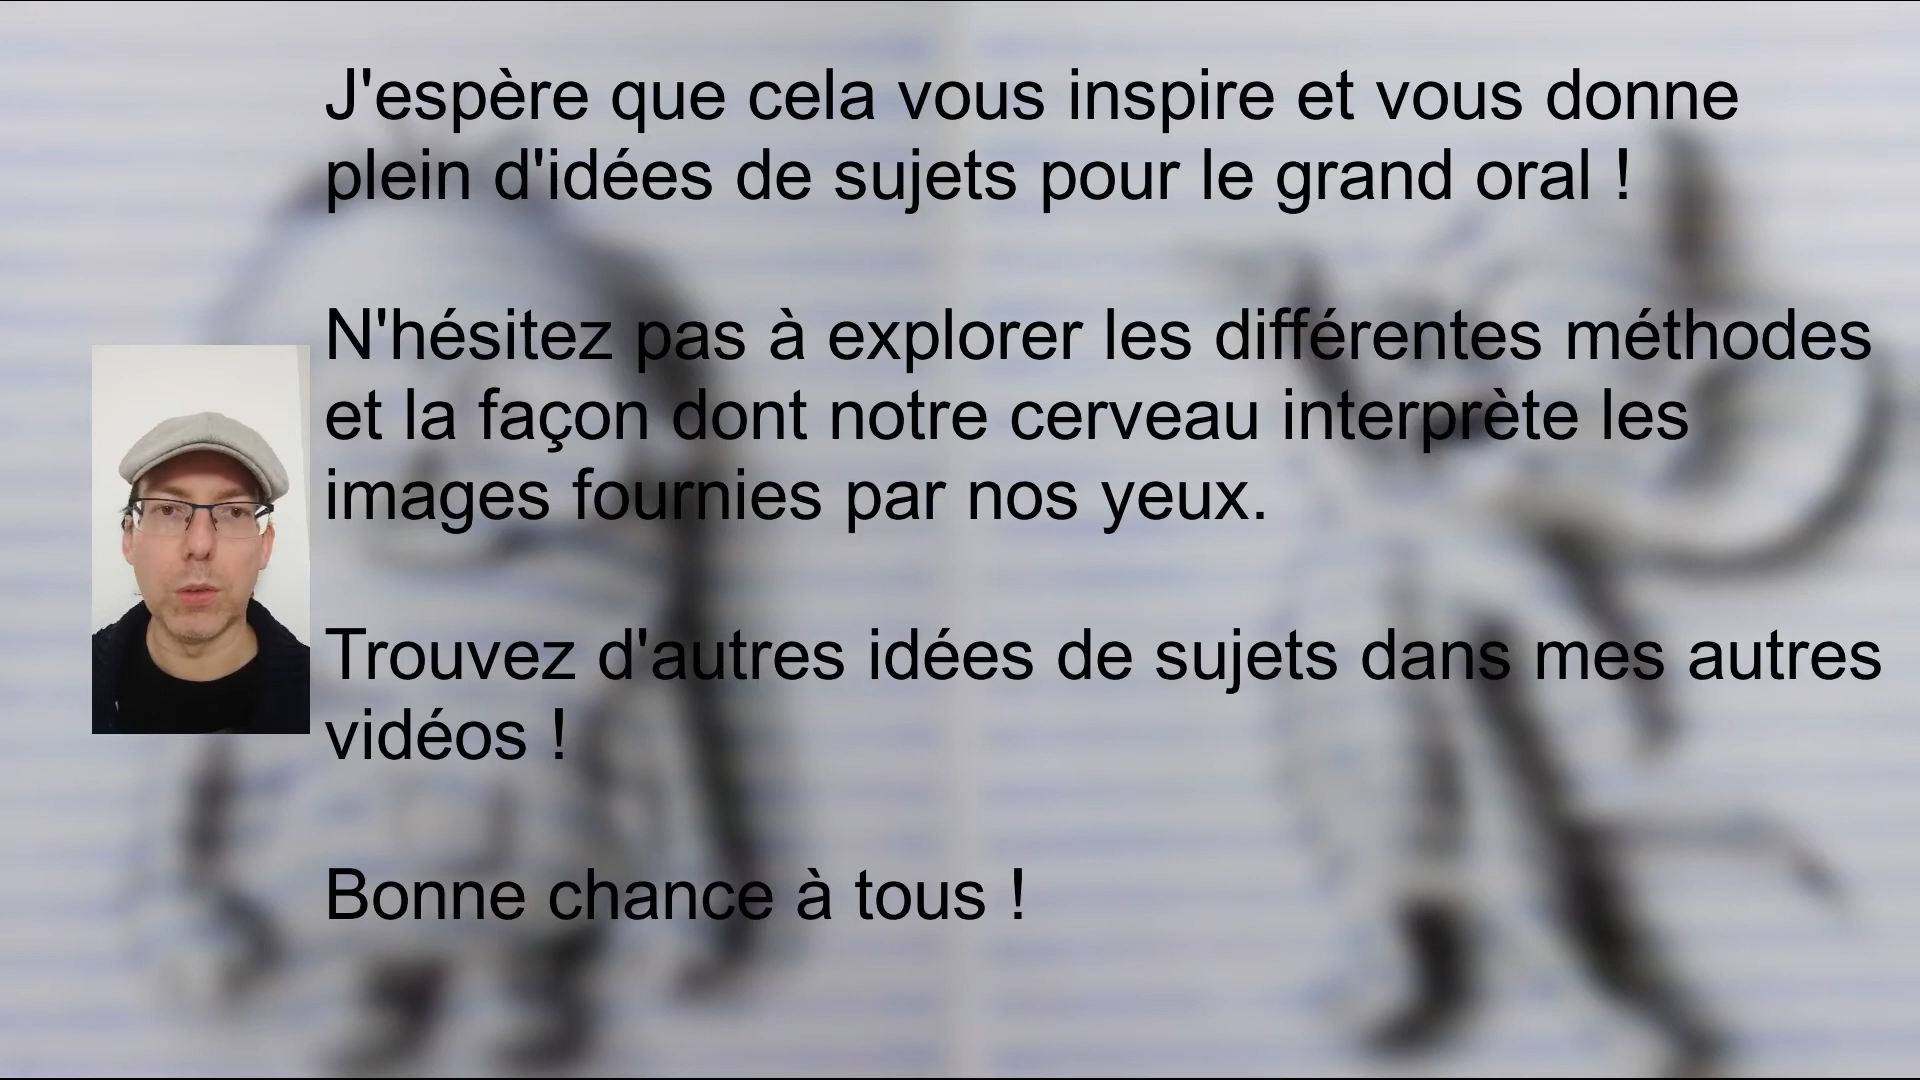 J'espère que cela vous inspire et vous donne
plein d'idées de sujets pour le grand oral !
N'hésitez pas à explorer les différentes méthodes
et la façon dont notre cerveau interprète les
images fournies par nos yeux.
Trouvez d'autres idées de sujets dans mes autres
vidéos !
Bonne chance à tous !